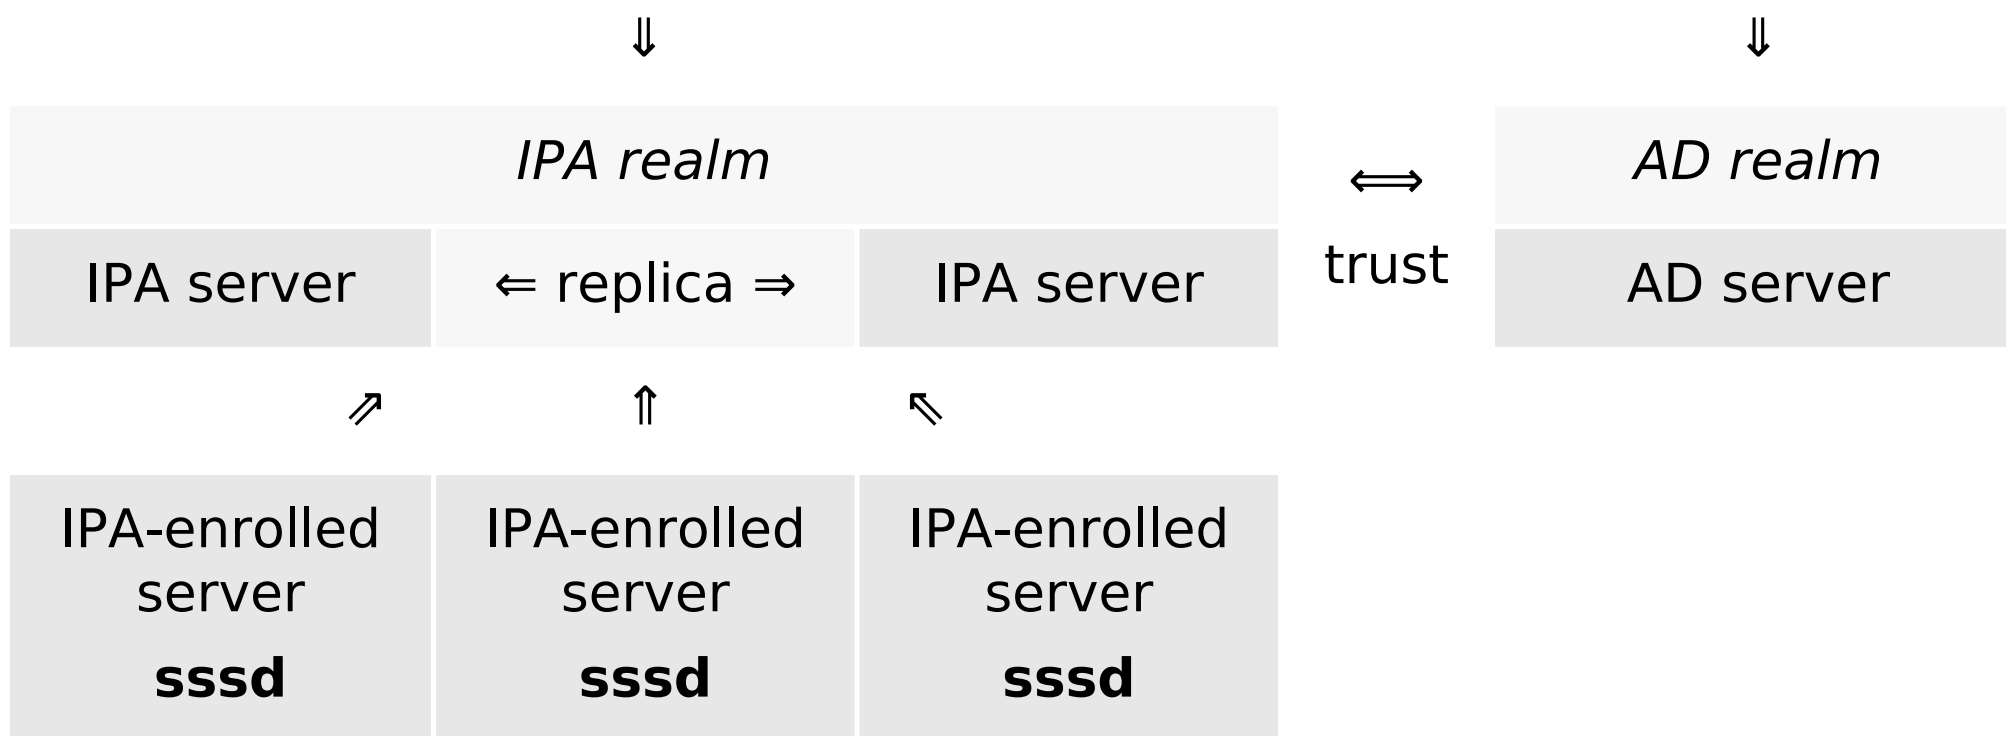 ⇓ ⇓
IPA realm
⟺
AD realm
IPA server
⇐ replica ⇒
IPA server
trust
AD server
⇗ ⇑ ⇖
IPA-enrolled
server
sssd
IPA-enrolled
server
sssd
IPA-enrolled
server
sssd